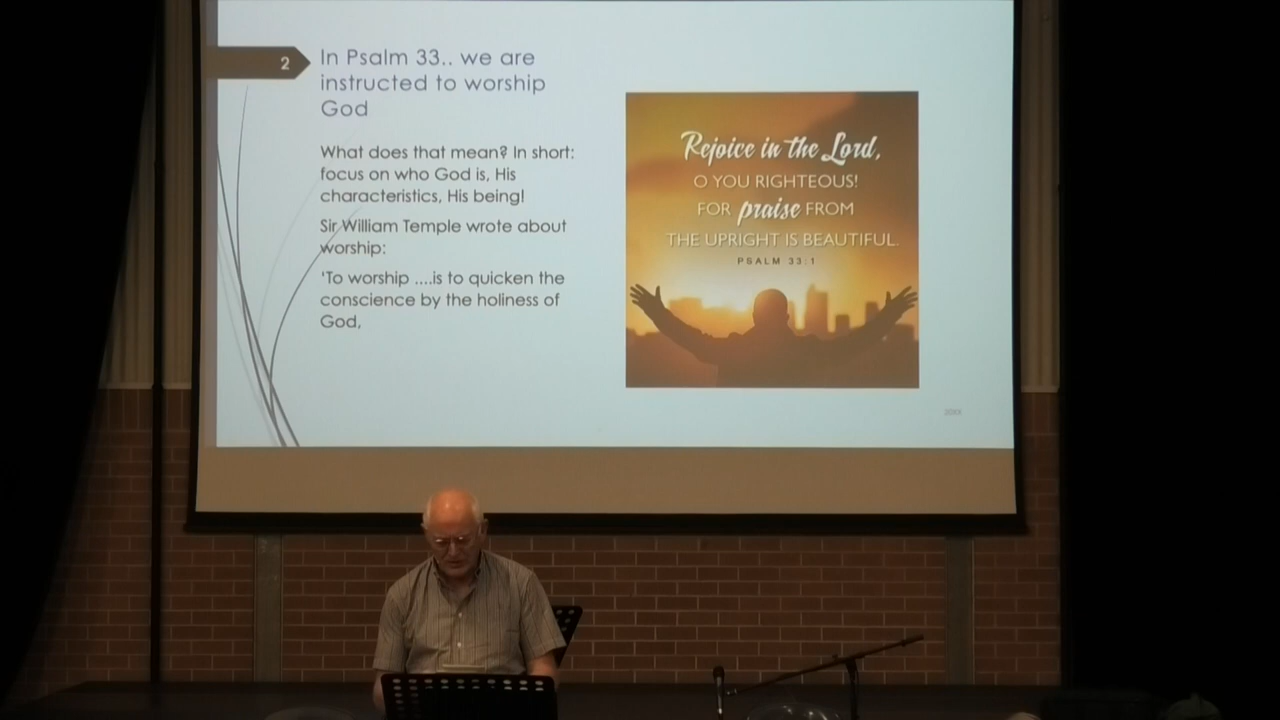 2
In Psalm 33.. we are
instructed to worship
God
What does that mean? In short:
focus on who God is, His
characteristics, His being!
Sir William Temple wrote about
worship:
'To worship ....is to quicken the
conscience by the holiness of
God,
Rejoice in the Lord,
O YOU RIGHTEOUS!
FOR praise FROM
THE UPRIGHT IS BEAUTIFUL.
PSALM 33:1
20XX